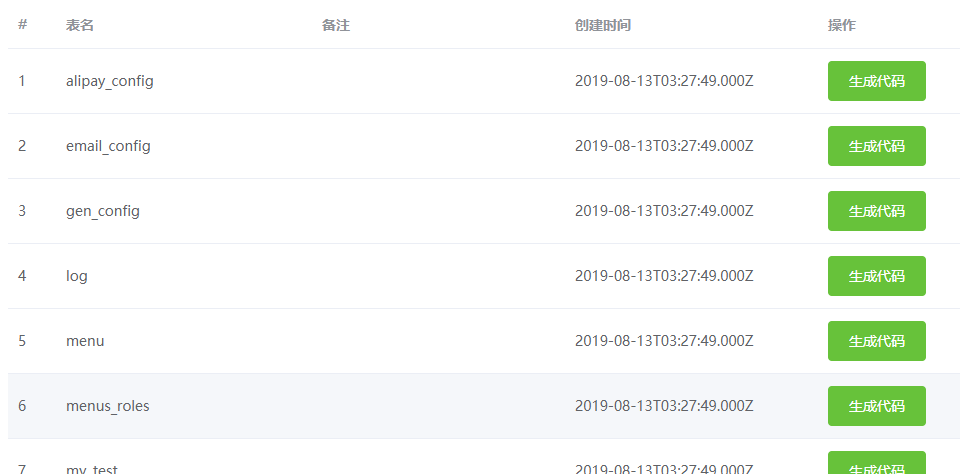 # 表名 备注 创建时间 操作
1 alipay_config 2019-08-13T03:27:49.000Z 生成代码
2 email_config 2019-08-13T03:27:49.000Z 生成代码
3 gen_config 2019-08-13T03:27:49.000Z 生成代码
4 log 2019-08-13T03:27:49.000Z 生成代码
5 menu 2019-08-13T03:27:49.000Z 生成代码
6 menus_roles 2019-08-13T03:27:49.000Z 生成代码
7 my_test 2019-08-13T03:27:49.000Z 生成代码